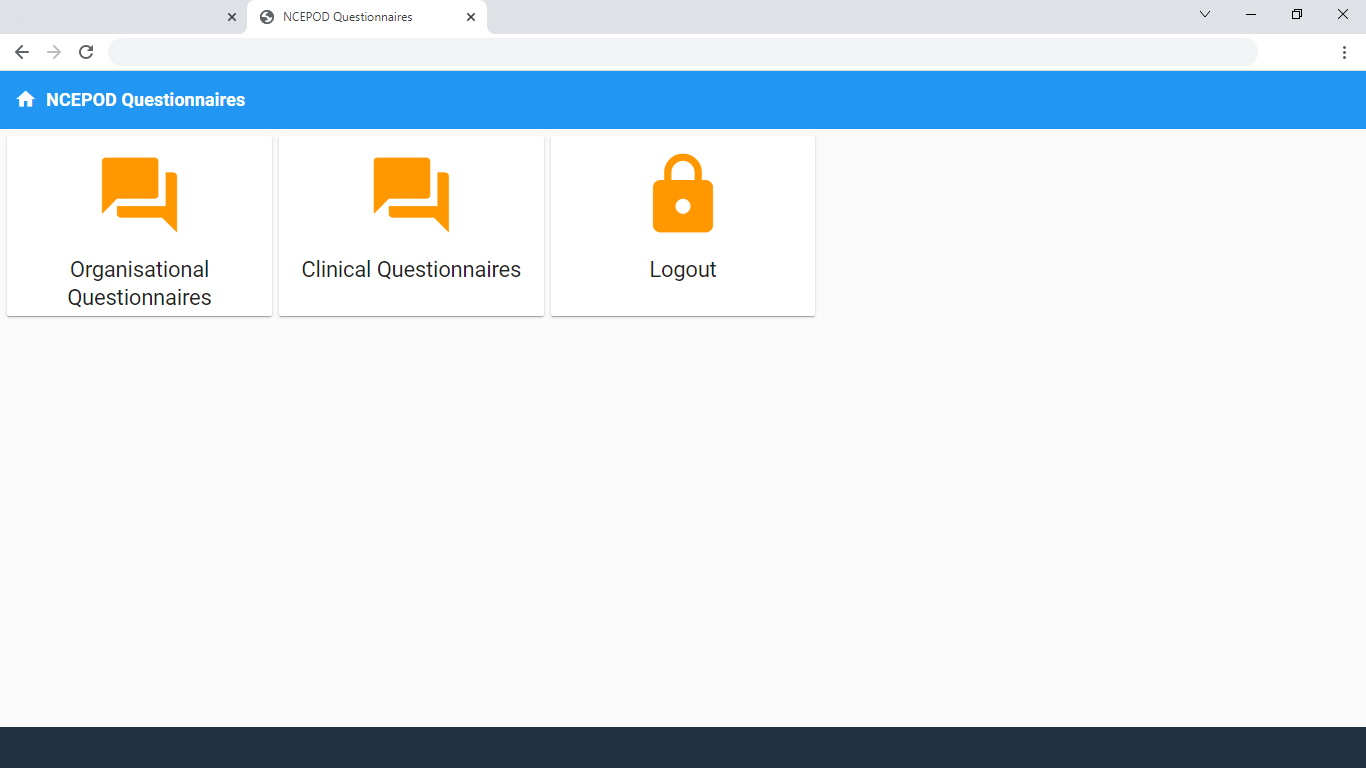 NCEPOD Questionnaires
NCEPOD Questionnaires
Organisational
Questionnaires
Clinical Questionnaires
Logout